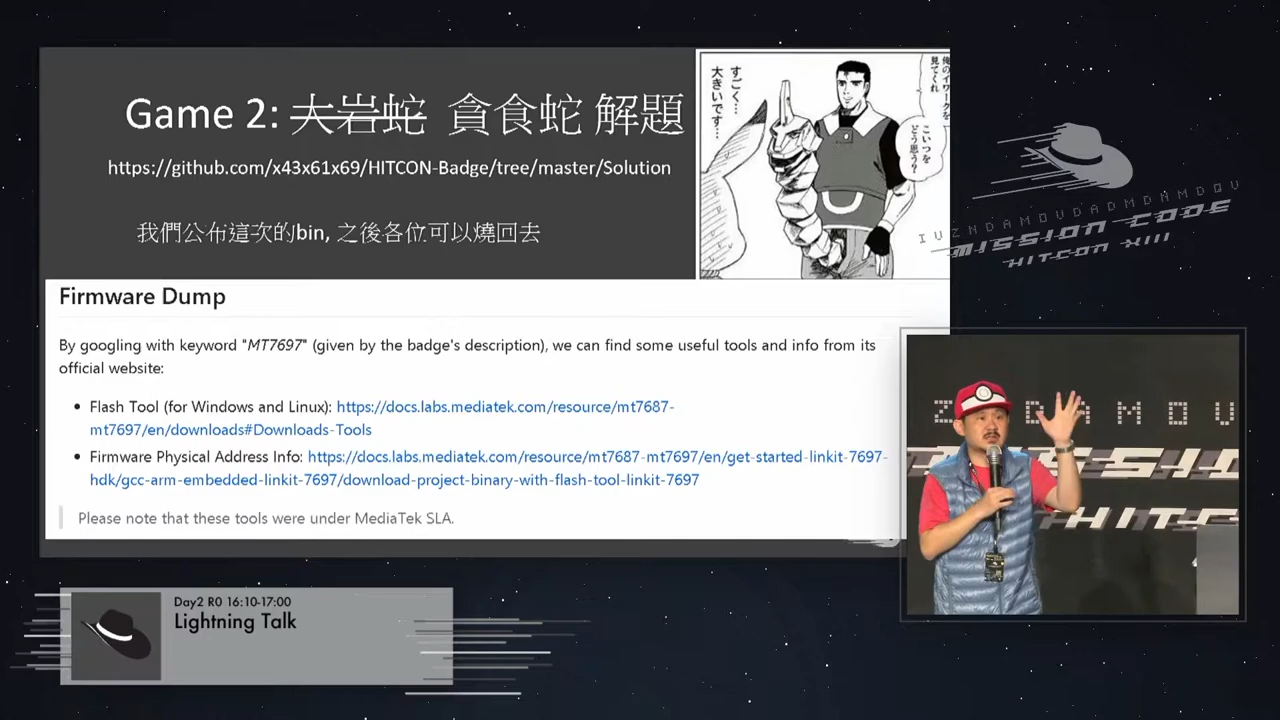 Game 2: 大岩蛇 貪食蛇 解題
https://github.com/x43x61x69/HITCON-Badge/tree/master/Solution
我們公布這次的bin, 之後各位可以燒回去
すごく…
大きいです…
俺のイワークを
見てくれ
こいつを
どう思う?
Firmware Dump
By googling with keyword "MT7697" (given by the badge's description), we can find some useful tools and info from its
official website:
• Flash Tool (for Windows and Linux): https://docs.labs.mediatek.com/resource/mt7687-
mt7697/en/downloads#Downloads-Tools
• Firmware Physical Address Info: https://docs.labs.mediatek.com/resource/mt7687-mt7697/en/get-started-linkit-7697-
hdk/gcc-arm-embedded-linkit-7697/download-project-binary-with-flash-tool-linkit-7697
Please note that these tools were under MediaTek SLA.
MISSION CODE
HITCON XIII
Day2 R0 16:10-17:00
Lightning Talk